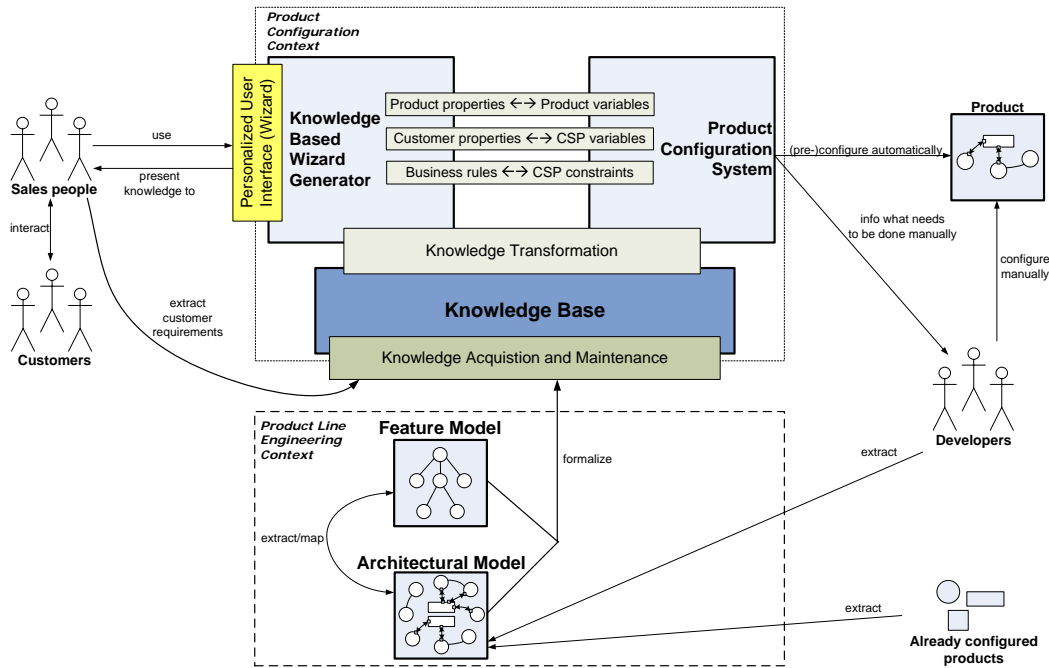 Product
Configuration
Context
Personalized User
Interface (Wizard)
Knowledge
Based
Wizard
Generator
Product properties ←→ Product variables
Customer properties ←→ CSP variables
Business rules ←→ CSP constraints
Product
Configuration
System
Product
use
present
knowledge to
Sales people
interact
Customers
extract
customer
requirements
(pre-)configure automatically
info what needs
to be done manually
configure
manually
Knowledge Transformation
Knowledge Base
Knowledge Acquistion and Maintenance
Developers
Product Line
Engineering
Context
Feature Model
formalize
extract
extract/map
Architectural Model
extract
Already configured
products